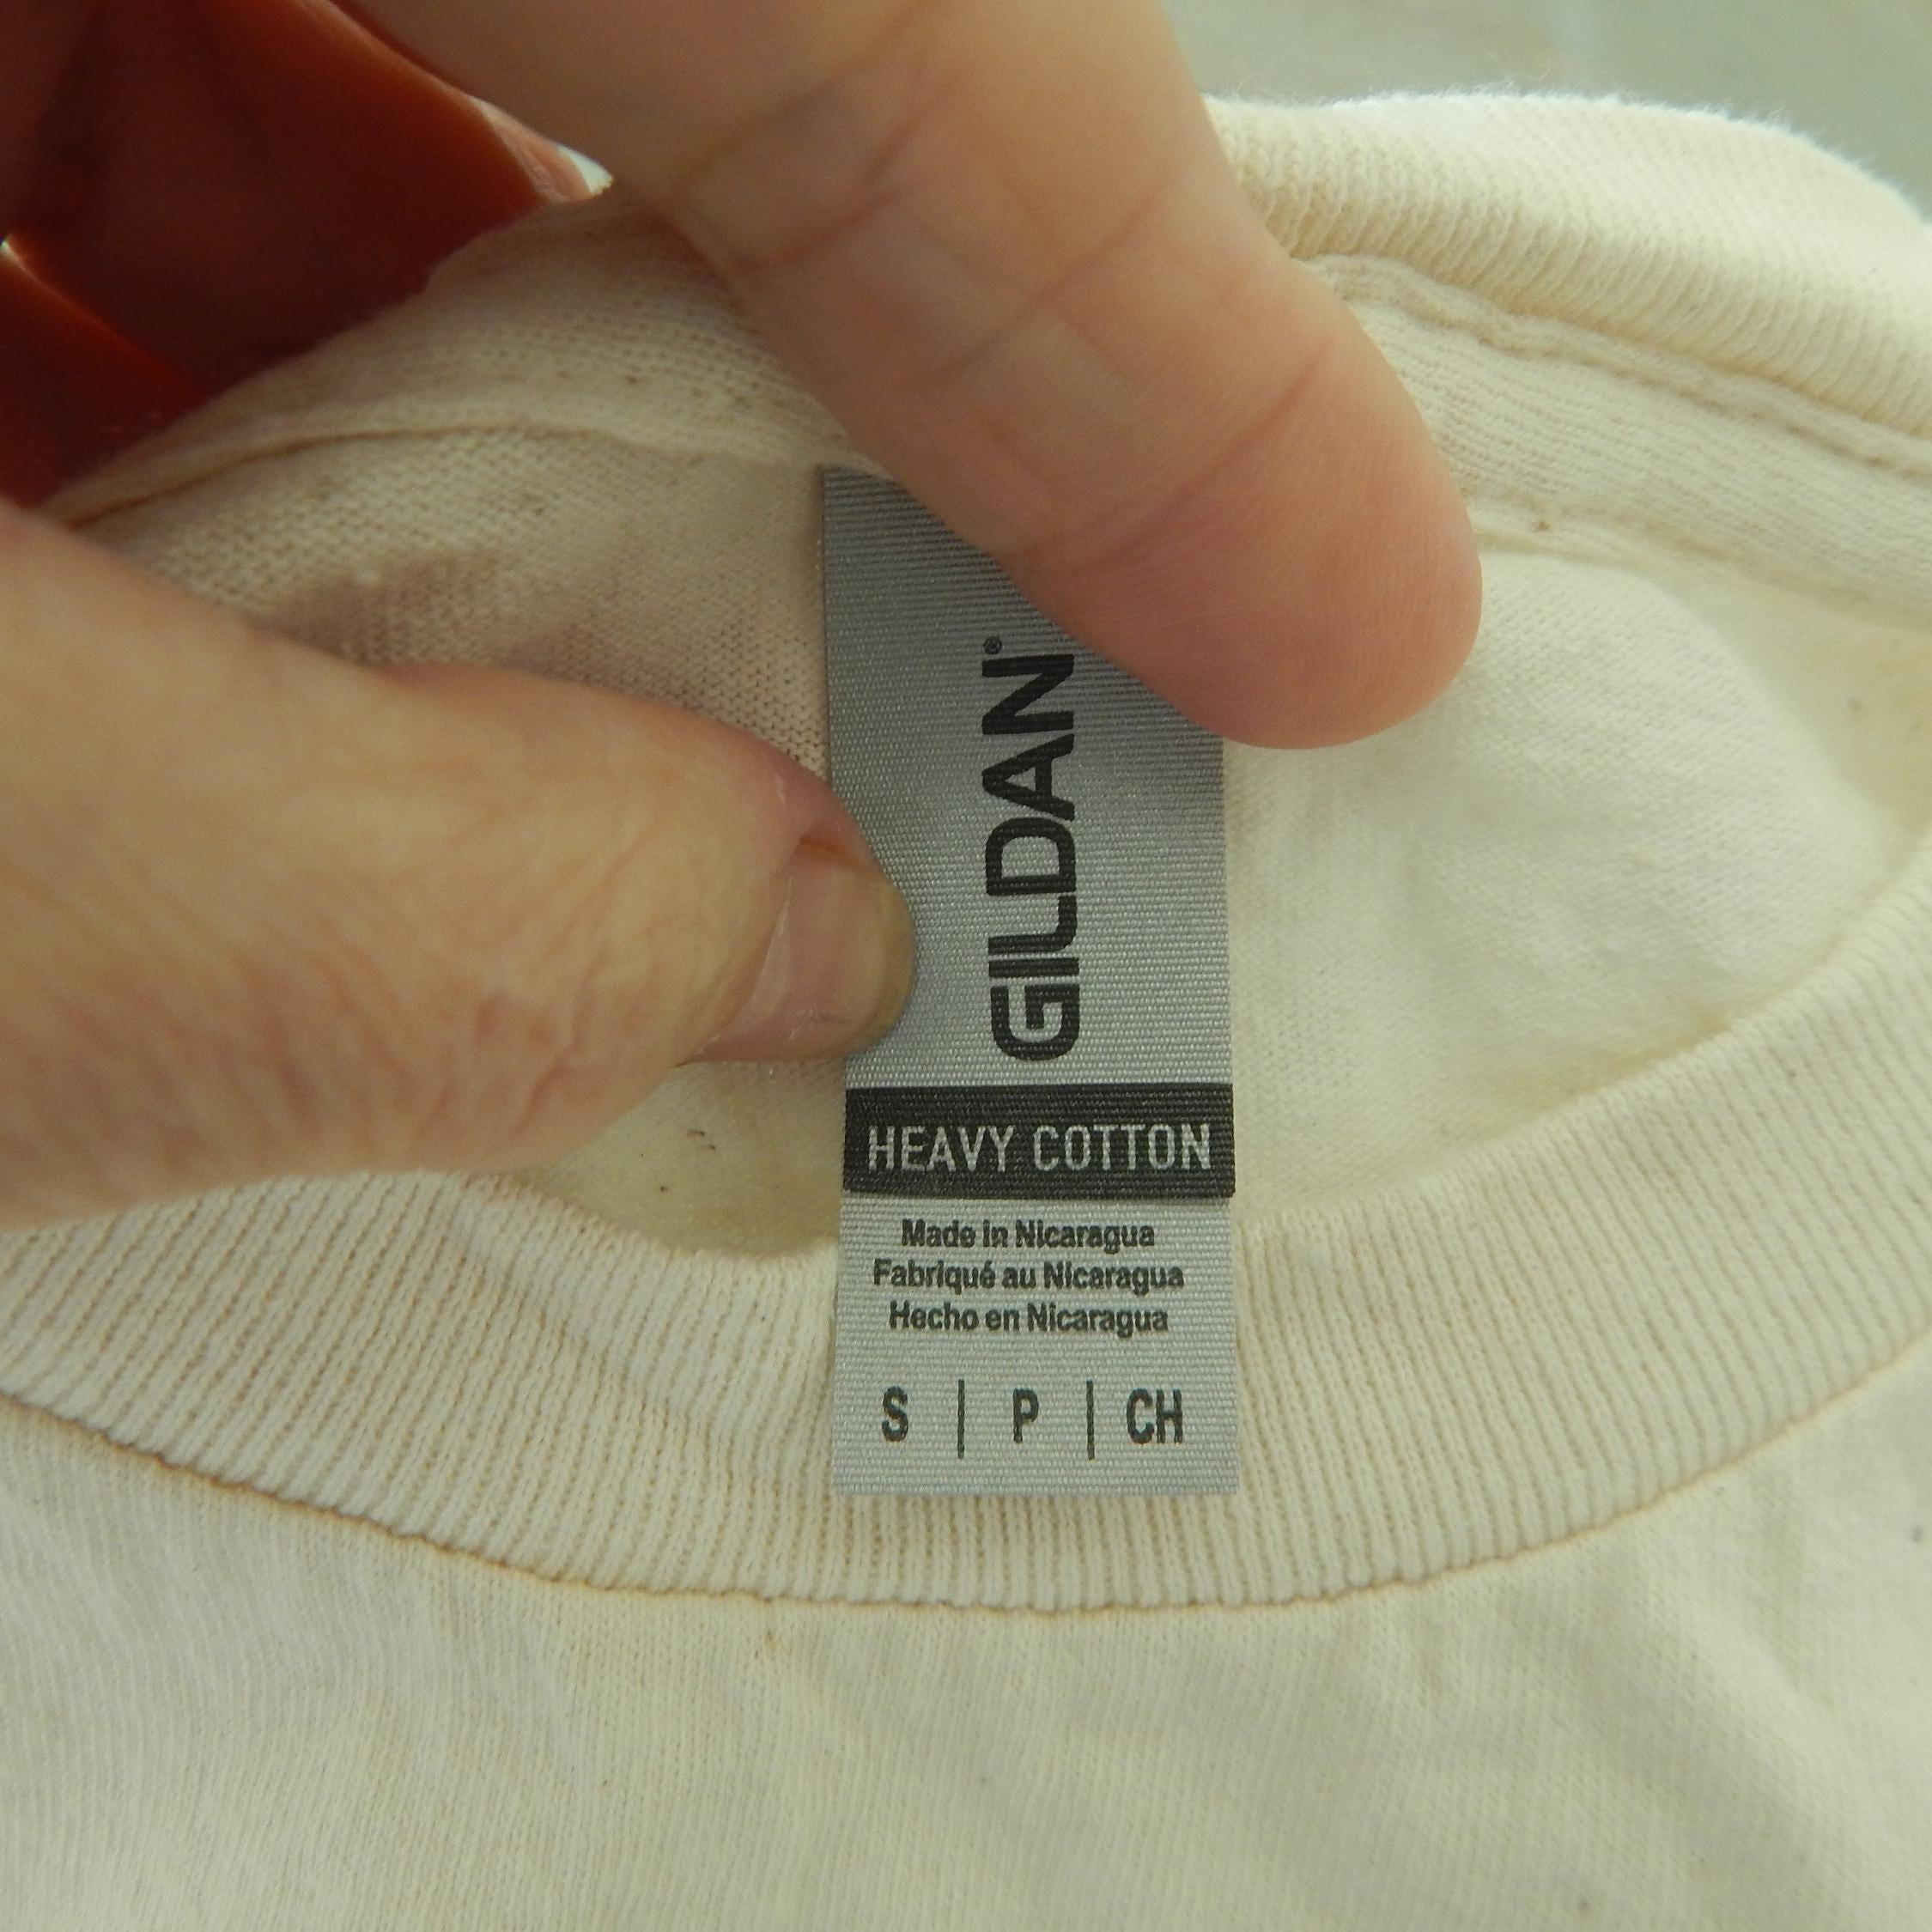 GILDAN®
HEAVY COTTON
Made in Nicaragua
Fabriqué au Nicaragua
Hecho en Nicaragua
S | P | CH